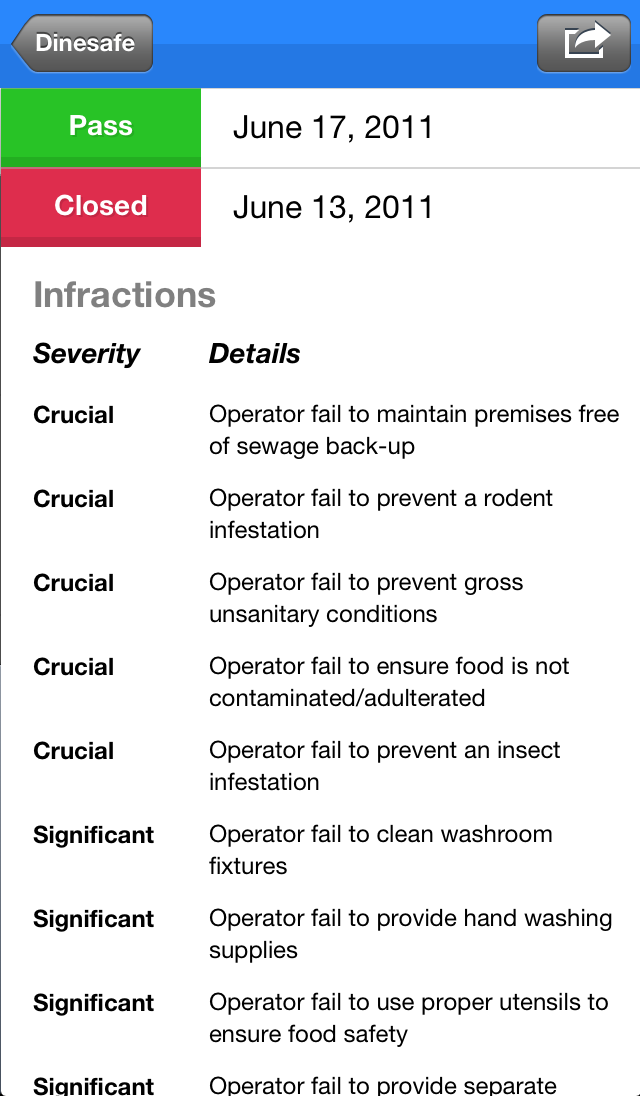 Dinesafe
Pass June 17, 2011
Closed June 13, 2011
Infractions
Severity Details
Crucial Operator fail to maintain premises free
of sewage back-up
Crucial Operator fail to prevent a rodent
infestation
Crucial Operator fail to prevent gross
unsanitary conditions
Crucial Operator fail to ensure food is not
contaminated/adulterated
Crucial Operator fail to prevent an insect
infestation
Significant Operator fail to clean washroom
fixtures
Significant Operator fail to provide hand washing
supplies
Significant Operator fail to use proper utensils to
ensure food safety
Significant Operator fail to provide separate